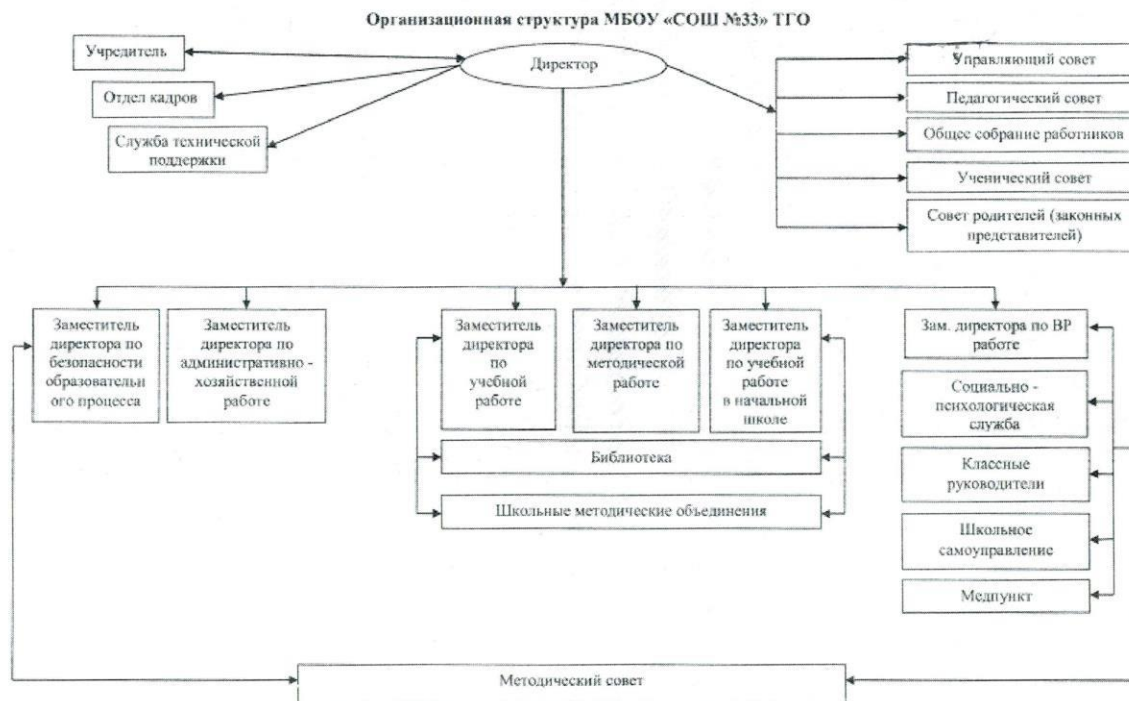 Организационная структура МБОУ «СОШ №33» ТГО
Учредитель
Директор
Отдел кадров
Служба технической
поддержки
Управляющий совет
Педагогический совет
Общее собрание работников
Ученический совет
Совет родителей (законных
представителей)
Заместитель
директора по
безопасности
образовательн
ого процесса
Заместитель
директора по
административно -
хозяйственной
работе
Заместитель
директора
по
учебной
работе
Заместитель
директора по
методической
работе
Заместитель
директора
по учебной
работе
в начальной
школе
Зам. директора по ВР
работе
Социально -
психологическая
служба
Классные
руководители
Школьное
самоуправление
Медпункт
Библиотека
Школьные методические объединения
Методический совет